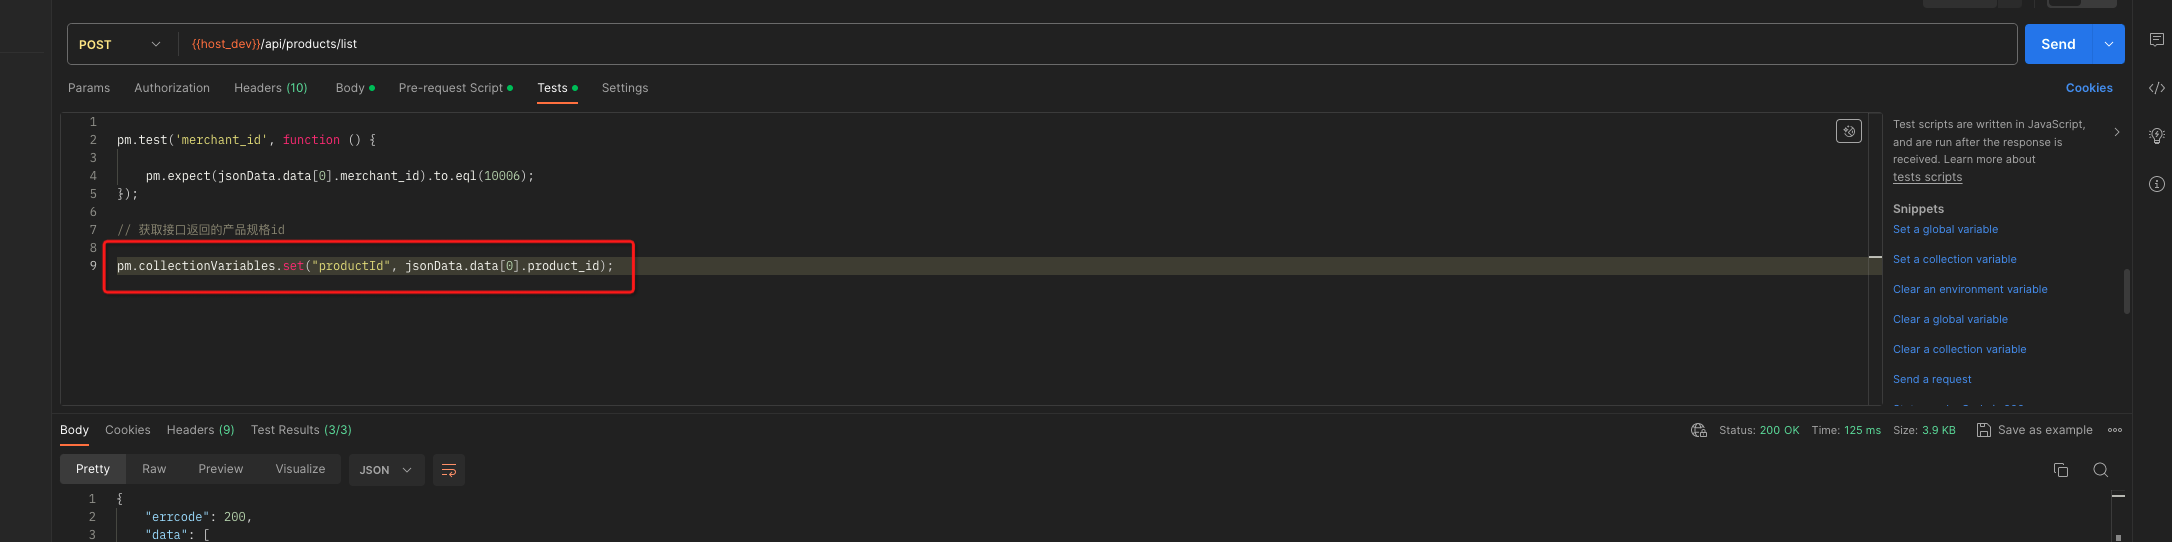 POST
{{host_dev}}/api/products/list
Send
Params Authorization Headers (10) Body Pre-request Script Tests Settings
Cookies
1
2 pm.test('merchant_id', function () {
3
4 pm.expect(jsonData.data[0].merchant_id).to.eql(10006);
5 });
6
7 // 获取接口返回的产品规格id
8
9 pm.collectionVariables.set("productId", jsonData.data[0].product_id);
Test scripts are written in JavaScript,
and are run after the response is
received. Learn more about
tests scripts
Snippets
Set a global variable
Set a collection variable
Clear an environment variable
Clear a global variable
Clear a collection variable
Send a request
Body Cookies Headers (9) Test Results (3/3)
Status: 200 OK Time: 125 ms Size: 3.9 KB Save as example
Pretty Raw Preview Visualize JSON
1 {
2 "errcode": 200,
3 "data": [